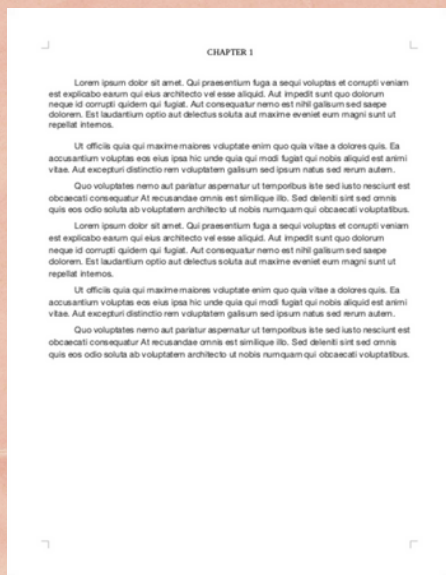 CHAPTER 1
Lorem ipsum dolor sit amet. Qui praesentium fuga a sequi voluptas et corrupti veniam
est explicabo earum qui eius architecto vel esse aliquid. Aut impedit sunt quo dolorum
neque id corrupti quidem qui fugiat. Aut consequatur nemo est nihil galisum sed saepe
dolorem. Est laudantium optio aut delectus soluta aut maxime eveniet eum magni sunt ut
repellat internos.
Ut officiis quia qui maxime maiores voluptate enim quo quia vitae a dolores quis. Ea
accusantium voluptas eos eius ipsa hic unde quia qui modi fugiat qui nobis aliquid est animi
vitae. Aut excepturi distinctio rem voluptatem galisum sed ipsum natus sed rerum autem.
Quo voluptates nemo aut pariatur aspernatur ut temporibus iste sed iusto nesciunt est
obcaecati consequatur At recusandae omnis est similique illo. Sed deleniti sint sed omnis
quis eos odio soluta ab voluptatem architecto ut nobis numquam qui obcaecati voluptatibus.
Lorem ipsum dolor sit amet. Qui praesentium fuga a sequi voluptas et corrupti veniam
est explicabo earum qui eius architecto vel esse aliquid. Aut impedit sunt quo dolorum
neque id corrupti quidem qui fugiat. Aut consequatur nemo est nihil galisum sed saepe
dolorem. Est laudantium optio aut delectus soluta aut maxime eveniet eum magni sunt ut
repellat internos.
Ut officiis quia qui maxime maiores voluptate enim quo quia vitae a dolores quis. Ea
accusantium voluptas eos eius ipsa hic unde quia qui modi fugiat qui nobis aliquid est animi
vitae. Aut excepturi distinctio rem voluptatem galisum sed ipsum natus sed rerum autem.
Quo voluptates nemo aut pariatur aspernatur ut temporibus iste sed iusto nesciunt est
obcaecati consequatur At recusandae omnis est similique illo. Sed deleniti sint sed omnis
quis eos odio soluta ab voluptatem architecto ut nobis numquam qui obcaecati voluptatibus.